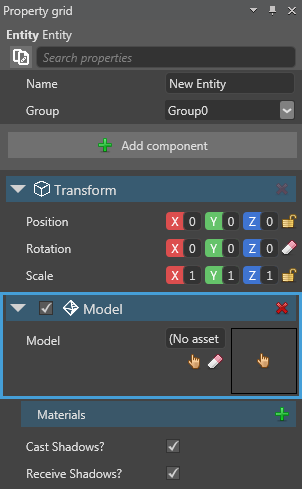 Property grid
Entity Entity
Search properties
Name New Entity
Group Group0
Add component
Transform
Position X 0 Y 0 Z 0
Rotation X 0 Y 0 Z 0
Scale X 1 Y 1 Z 1
Model
Model (No asset
Materials
Cast Shadows?
Receive Shadows?